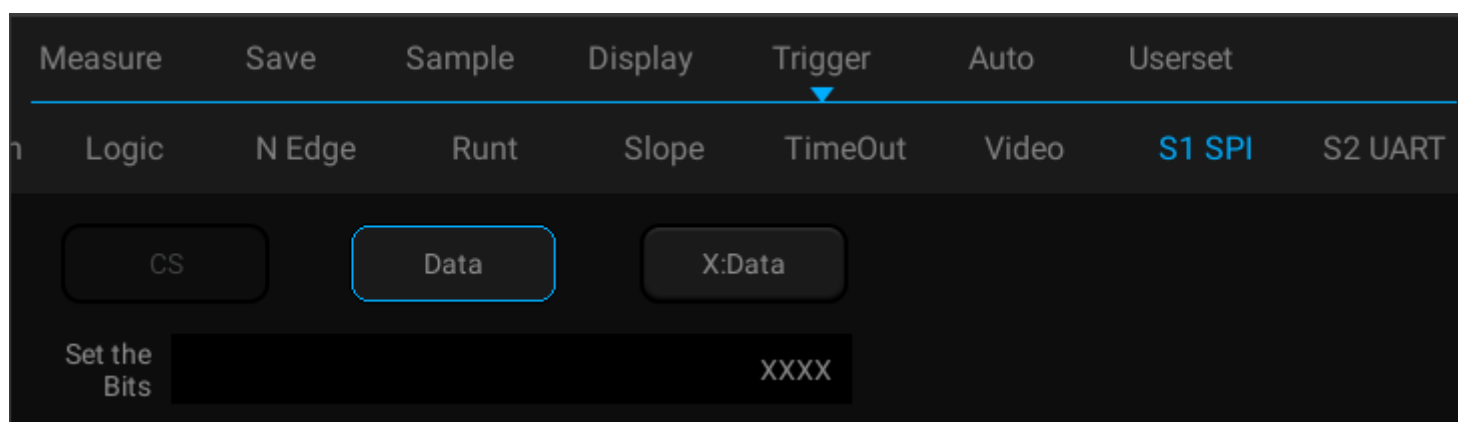 Measure Save Sample Display Trigger Auto Userset
Logic N Edge Runt Slope TimeOut Video S1 SPI S2 UART
CS Data X:Data
Set the
Bits
XXXX